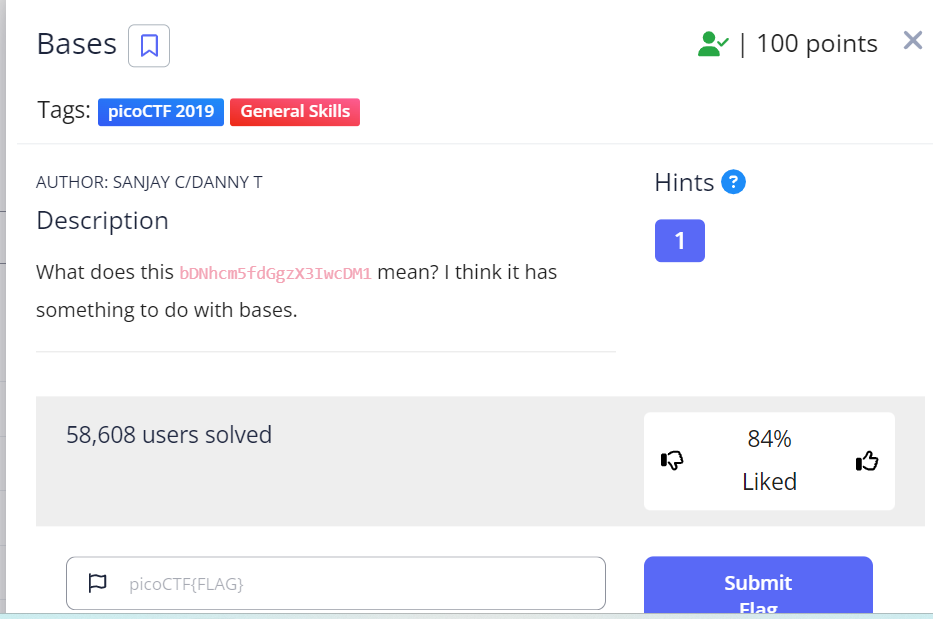 Bases
| 100 points
Tags: picoCTF 2019 General Skills
AUTHOR: SANJAY C/DANNY T
Hints ?
Description
1
What does this bDNhcm5fdGgzX3IwcDM1 mean? I think it has
something to do with bases.
58,608 users solved
84%
Liked
picoCTF{FLAG}
Submit
Flag